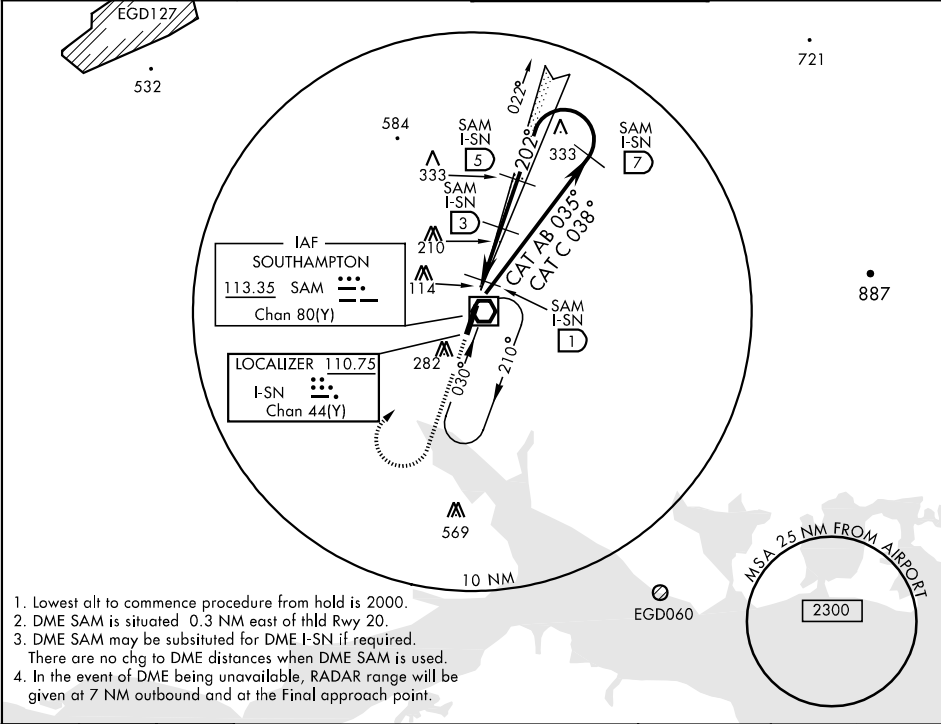 EGD127
532
721
584
022°
202°
SAM
I-SN
5
333
333
SAM
I-SN
7
SAM
I-SN
3
210
CAT AB 035°
CAT C 038°
114
IAF
SOUTHAMPTON
113.35 SAM
Chan 80(Y)
887
SAM
I-SN
1
282
LOCALIZER 110.75
I-SN
Chan 44(Y)
030°
210°
569
10 NM
MSA 25 NM FROM AIRPORT
2300
EGD060
1. Lowest alt to commence procedure from hold is 2000.
2. DME SAM is situated 0.3 NM east of thld Rwy 20.
3. DME SAM may be subsituted for DME I-SN if required.
There are no chg to DME distances when DME SAM is used.
4. In the event of DME being unavailable, RADAR range will be
given at 7 NM outbound and at the Final approach point.